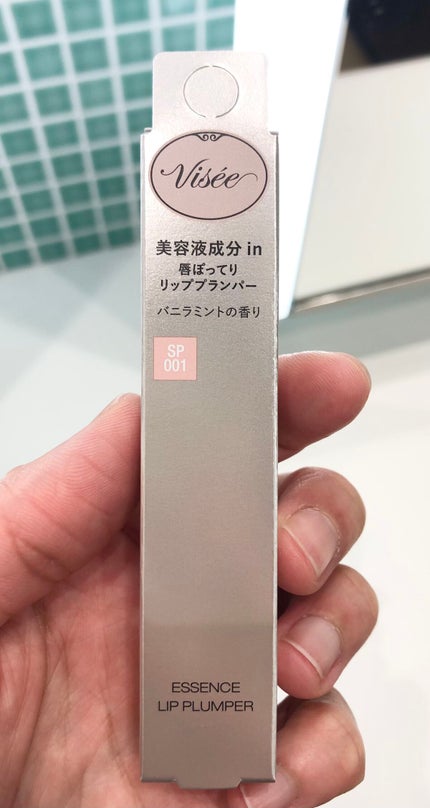 Visée
美容液成分 in
唇ぽってり
リッププランパー
バニラミントの香り
SP
001
ESSENCE
LIP PLUMPER